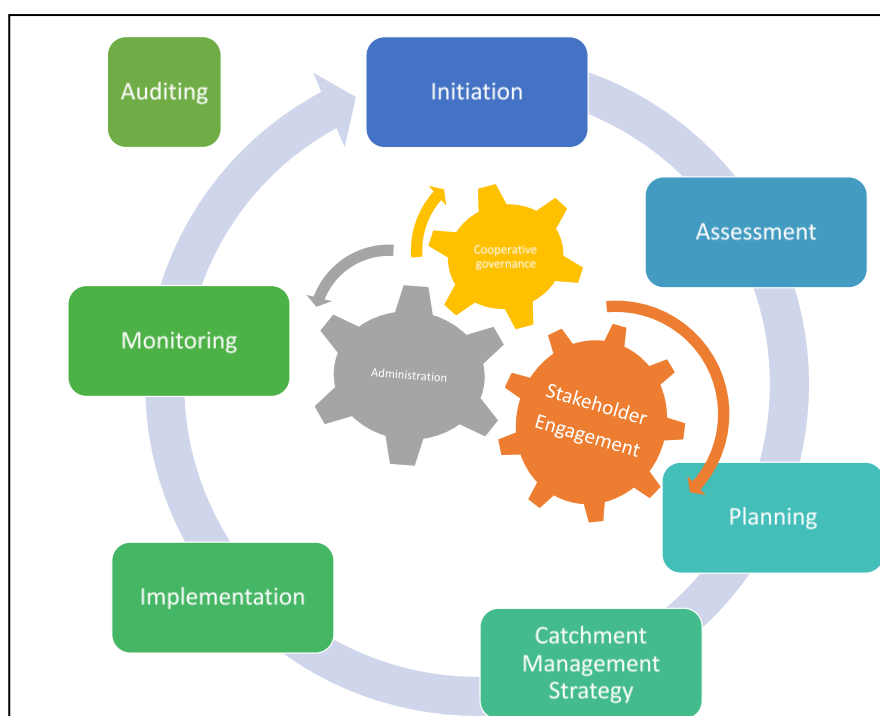 Auditing
Initiation
Assessment
Cooperative
governance
Monitoring
Administration
Stakeholder
Engagement
Planning
Implementation
Catchment
Management
Strategy